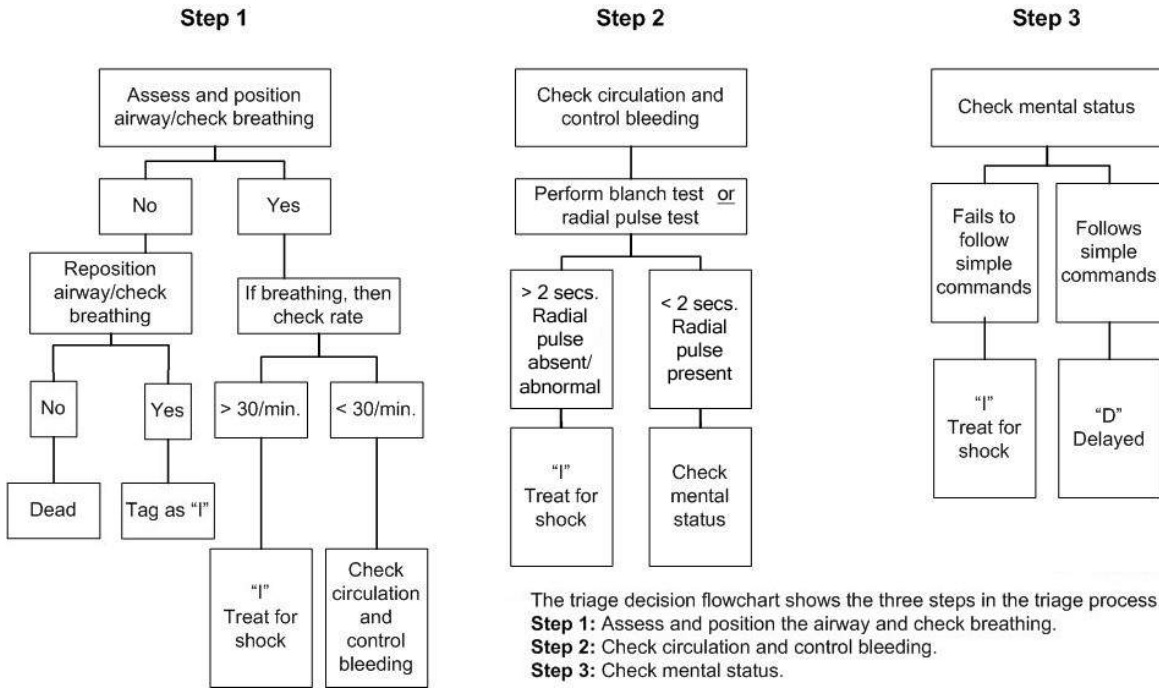 Step 1
Assess and position
airway/check breathing
No
Yes
Reposition
airway/check
breathing
If breathing, then
check rate
No
Yes
> 30/min.
< 30/min.
Dead
Tag as “I”
“I”
Treat for
shock
Check
circulation
and
control
bleeding
Step 2
Check circulation and
control bleeding
Perform blanch test or
radial pulse test
> 2 secs.
Radial
pulse
absent/
abnormal
< 2 secs.
Radial
pulse
present
“I”
Treat for
shock
Check
mental
status
Step 3
Check mental status
Fails to
follow
simple
commands
Follows
simple
commands
“I”
Treat for
shock
“D”
Delayed
The triage decision flowchart shows the three steps in the triage process
Step 1: Assess and position the airway and check breathing.
Step 2: Check circulation and control bleeding.
Step 3: Check mental status.